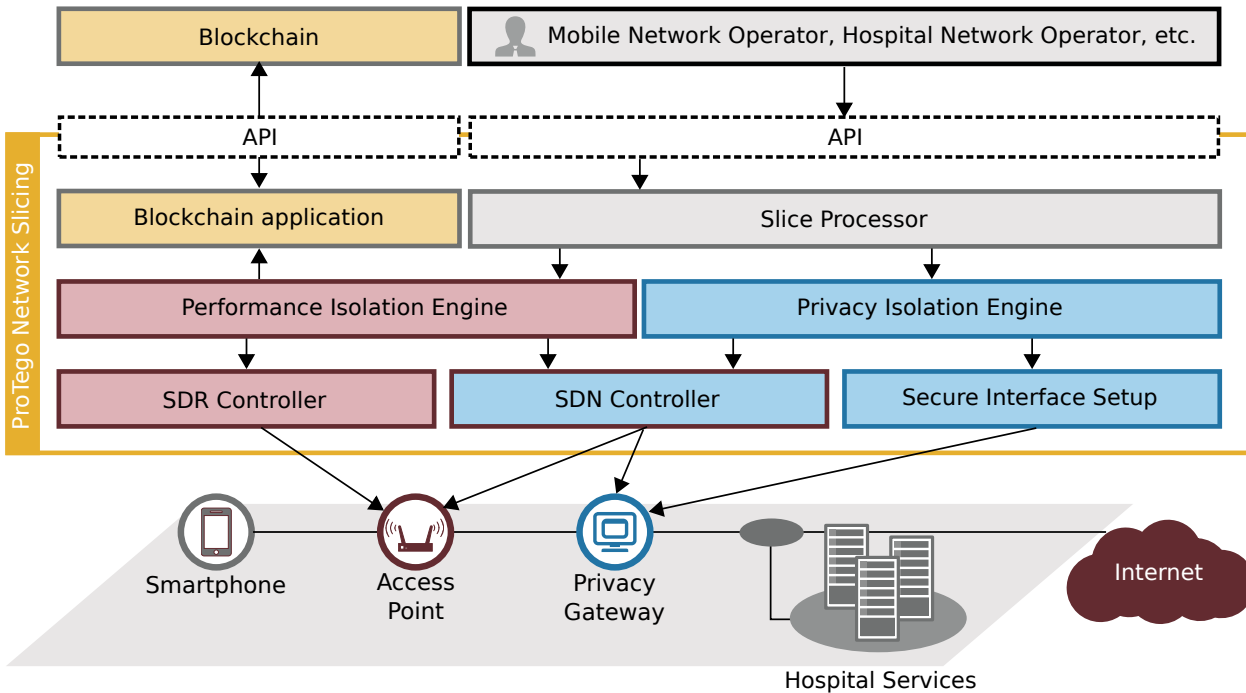 Blockchain
Mobile Network Operator, Hospital Network Operator, etc.
API
API
ProTego Network Slicing
Blockchain application
Slice Processor
Performance Isolation Engine
Privacy Isolation Engine
SDR Controller
SDN Controller
Secure Interface Setup
Smartphone
Access
Point
Privacy
Gateway
Internet
Hospital Services